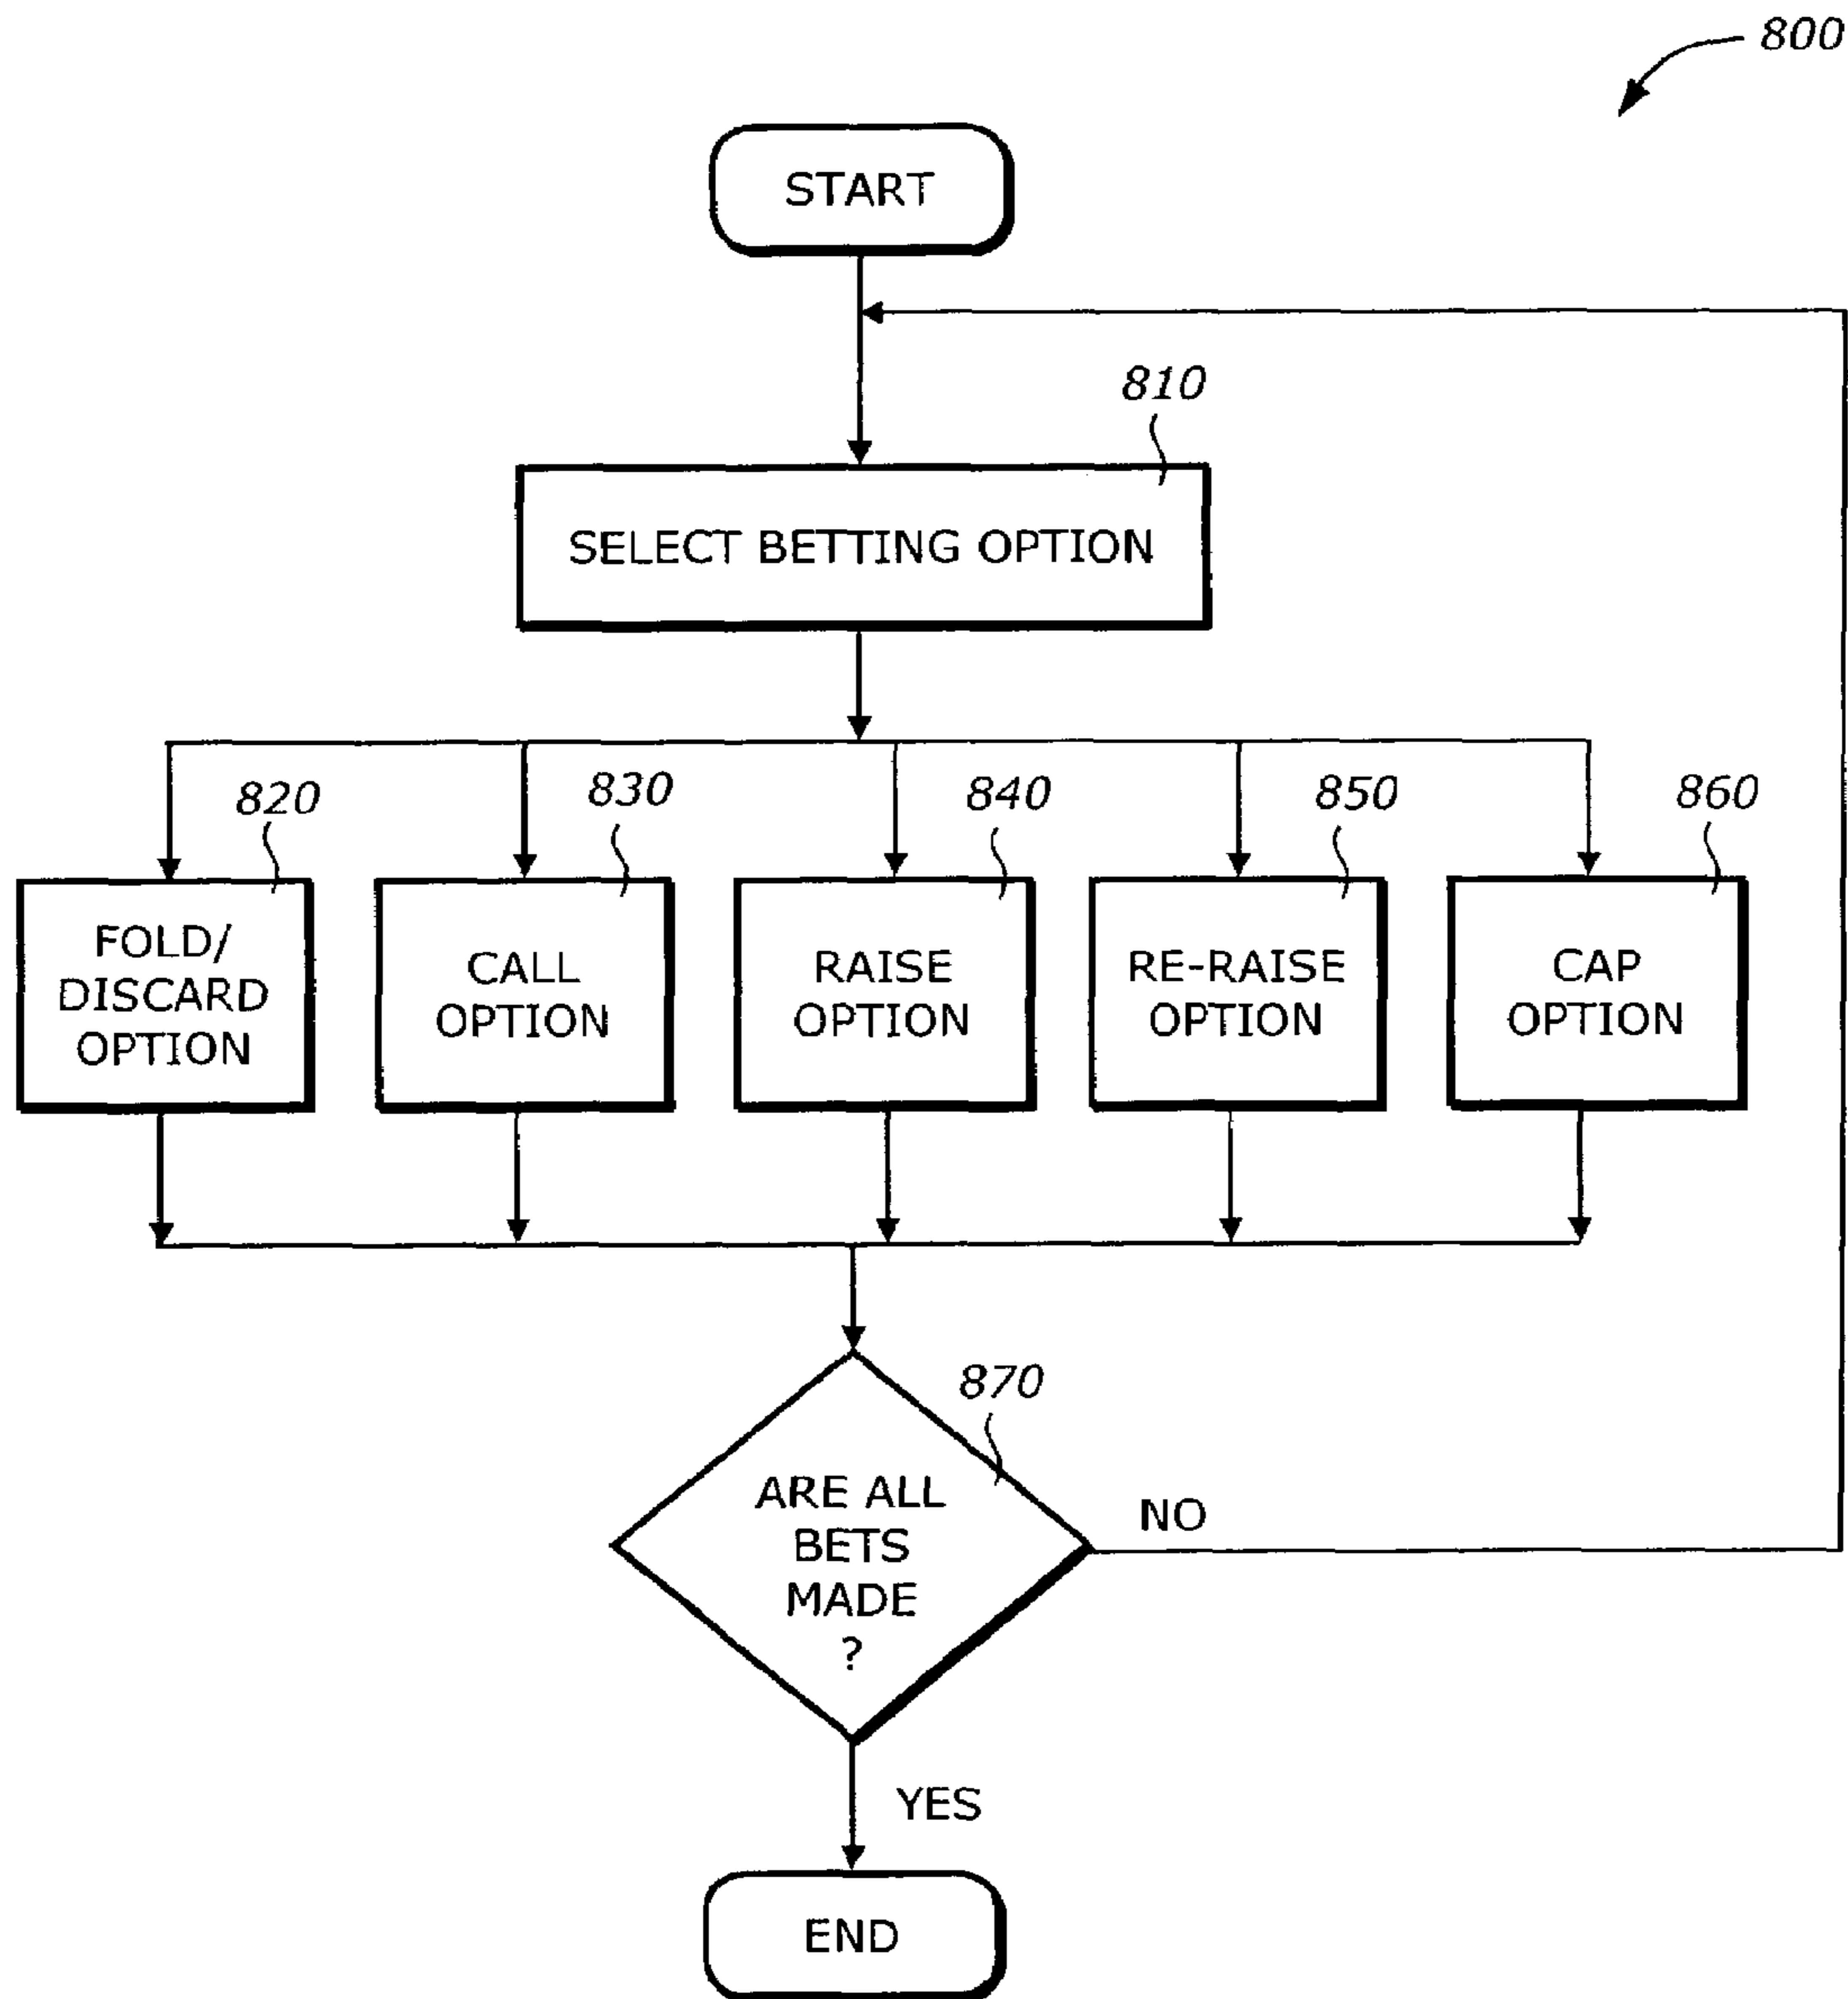 800
START
810
SELECT BETTING OPTION
820
830
840
850
860
FOLD/
DISCARD
OPTION
CALL
OPTION
RAISE
OPTION
RE-RAISE
OPTION
CAP
OPTION
870
ARE ALL
BETS
MADE
?
NO
YES
END